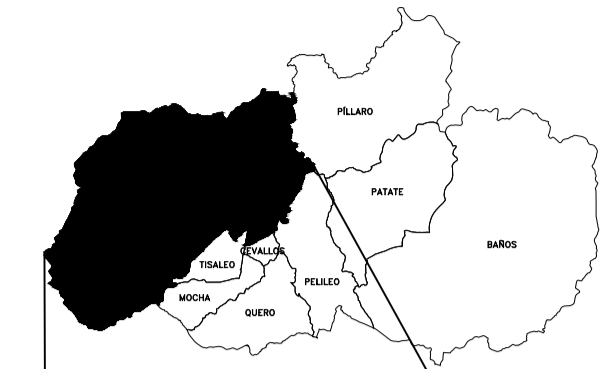 PÍLLARO
PATATE
BAÑOS
CEVALLOS
TISALEO
PELILEO
MOCHA
QUERO